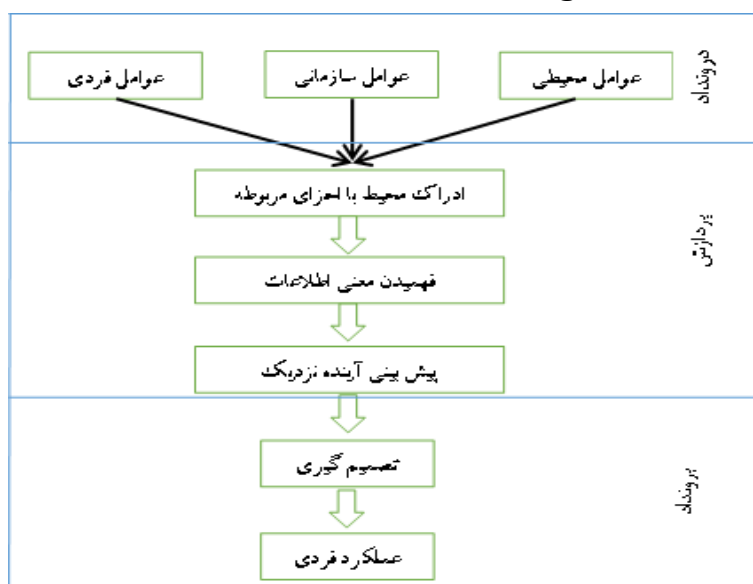 درونداد
عوامل محیطی
عوامل سازمانی
عوامل فردی
پردازش
ادراک محیط با اجزای مربوطه
فهمیدن معنی اطلاعات
پیش بینی آینده نزدیک
برونداد
تصمیم گیری
عملکرد فردی